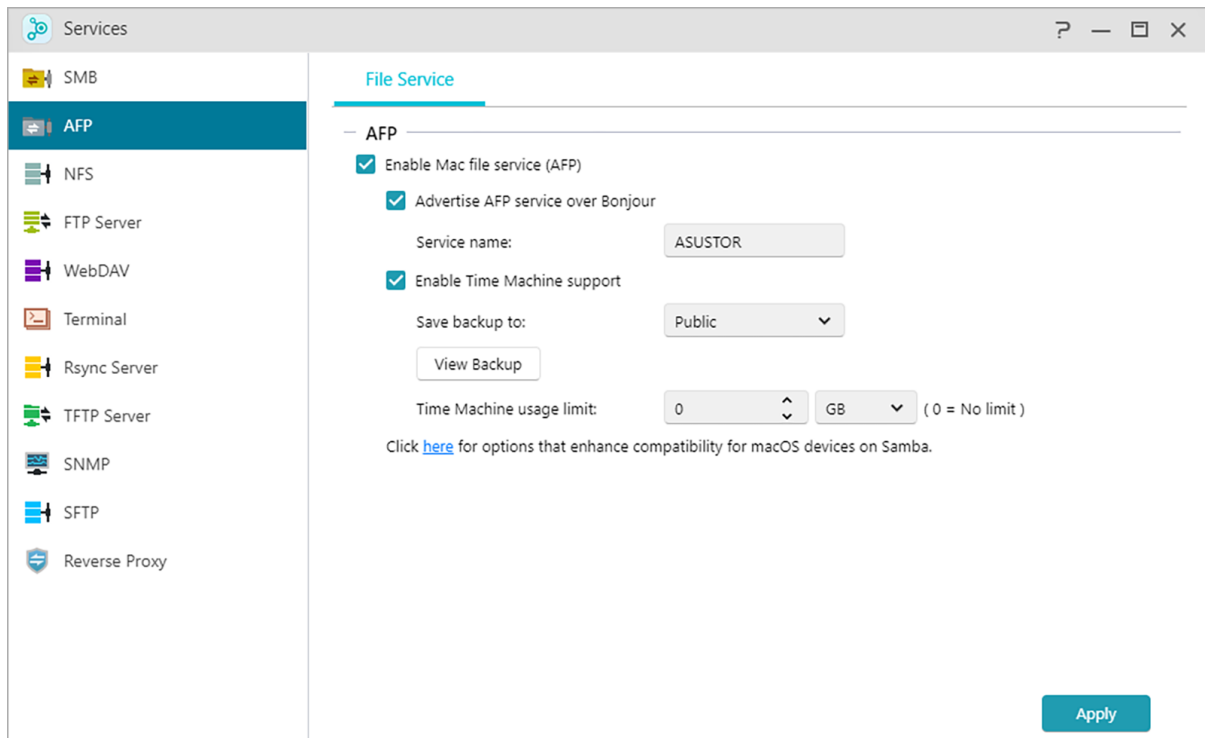 Services
SMB
AFP
NFS
FTP Server
WebDAV
Terminal
Rsync Server
TFTP Server
SNMP
SFTP
Reverse Proxy
File Service
AFP
Enable Mac file service (AFP)
Advertise AFP service over Bonjour
Service name: ASUSTOR
Enable Time Machine support
Save backup to: Public
View Backup
Time Machine usage limit: 0 GB ( 0 = No limit )
Click here for options that enhance compatibility for macOS devices on Samba.
Apply